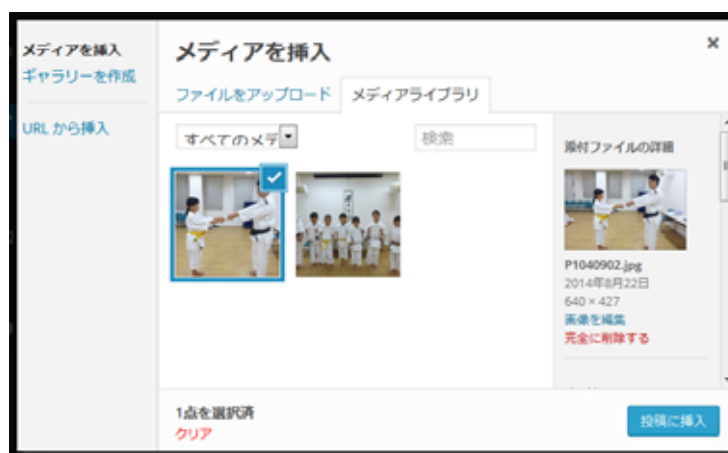 メディアを挿入
ギャラリーを作成
URL から挿入
メディアを挿入
×
ファイルをアップロード
メディアライブラリ
すべてのメデ
検索
添付ファイルの詳細
P1040902.jpg
2014年8月22日
640 × 427
画像を編集
完全に削除する
1点を選択済
クリア
投稿に挿入